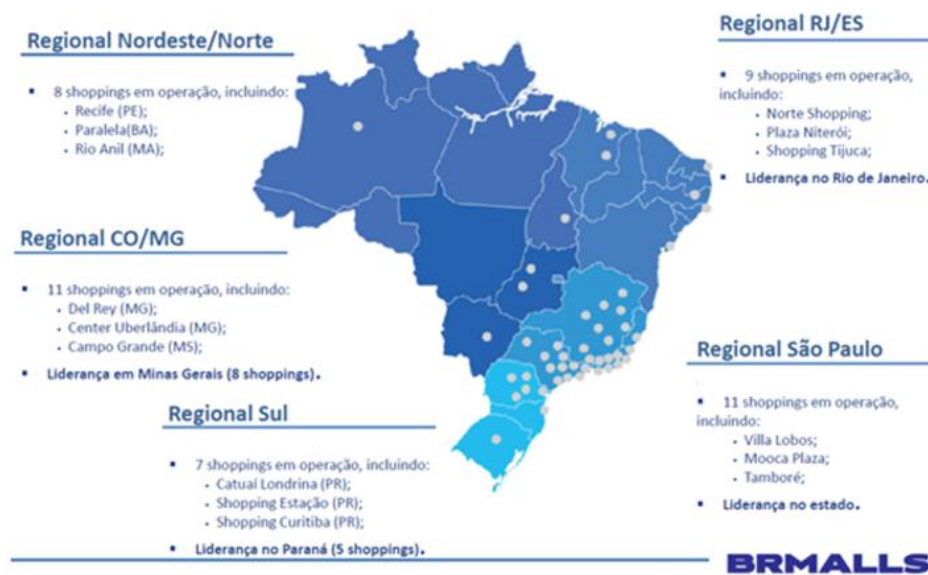 Regional Nordeste/Norte
▪ 8 shoppings em operação, incluindo:
• Recife (PE);
• Paralela(BA);
• Rio Anil (MA);
Regional CO/MG
▪ 11 shoppings em operação, incluindo:
• Del Rey (MG);
• Center Uberlândia (MG);
• Campo Grande (MS);
▪ Liderança em Minas Gerais (8 shoppings).
Regional Sul
▪ 7 shoppings em operação, incluindo:
• Catuaí Londrina (PR);
• Shopping Estação (PR);
• Shopping Curitiba (PR);
▪ Liderança no Paraná (5 shoppings).
Regional RJ/ES
▪ 9 shoppings em operação,
incluindo:
• Norte Shopping;
• Plaza Niterói;
• Shopping Tijuca;
▪ Liderança no Rio de Janeiro.
Regional São Paulo
▪ 11 shoppings em operação,
incluindo:
• Villa Lobos;
• Mooca Plaza;
• Tamboré;
▪ Liderança no estado.
BRMALLS